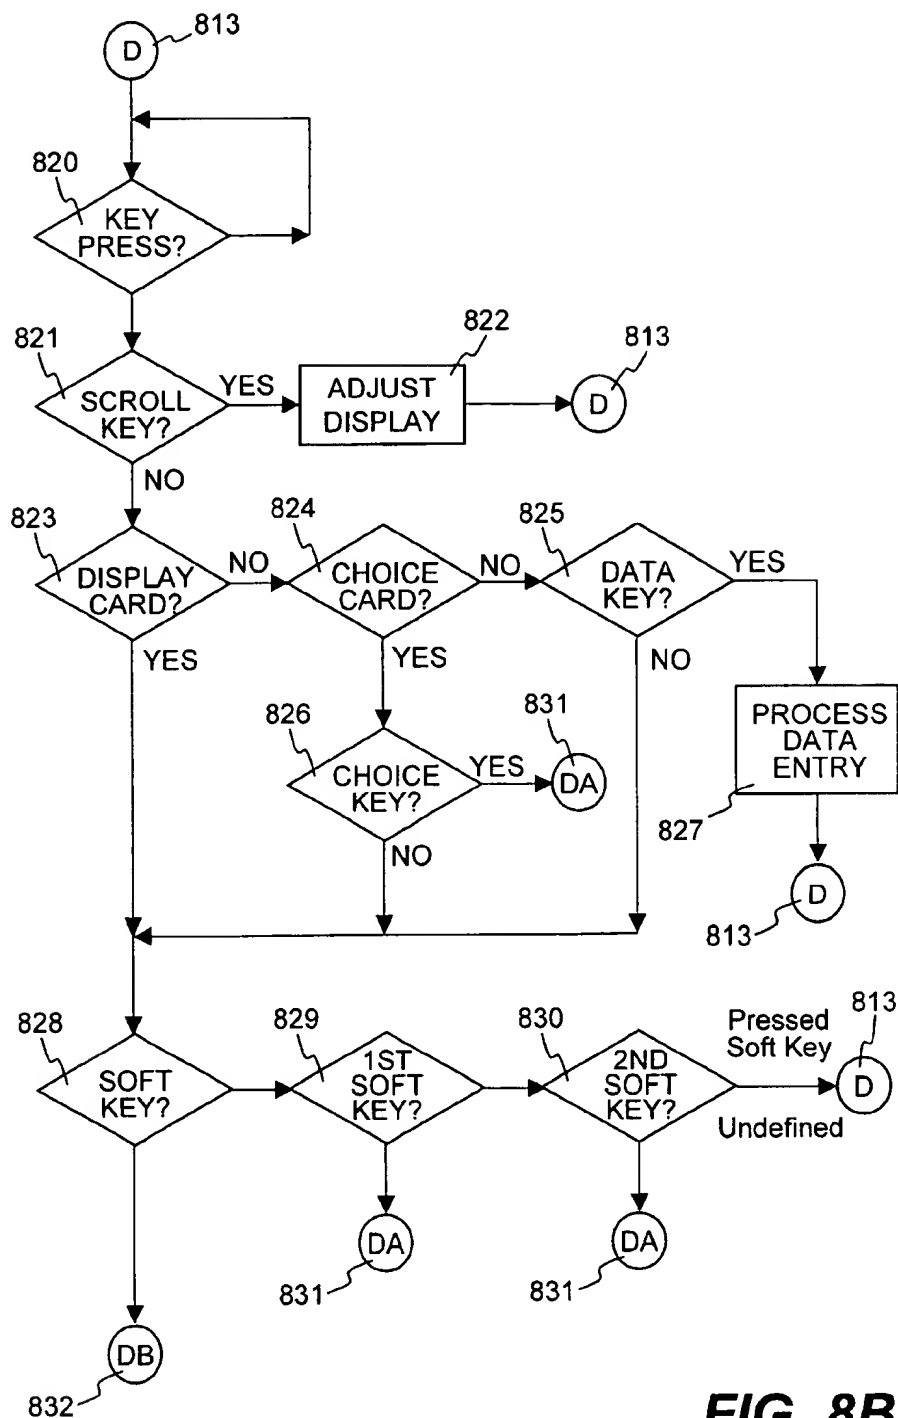 D
813
820
KEY
PRESS?
821
SCROLL
KEY?
YES
822
ADJUST
DISPLAY
813
D
NO
823
DISPLAY
CARD?
NO
824
CHOICE
CARD?
NO
825
DATA
KEY?
YES
YES
YES
NO
826
CHOICE
KEY?
YES
831
DA
PROCESS
DATA
ENTRY
827
NO
D
813
828
SOFT
KEY?
829
1ST
SOFT
KEY?
830
2ND
SOFT
KEY?
Pressed
Soft Key
Undefined
813
D
DA
831
DA
831
DB
832
FIG. 8B